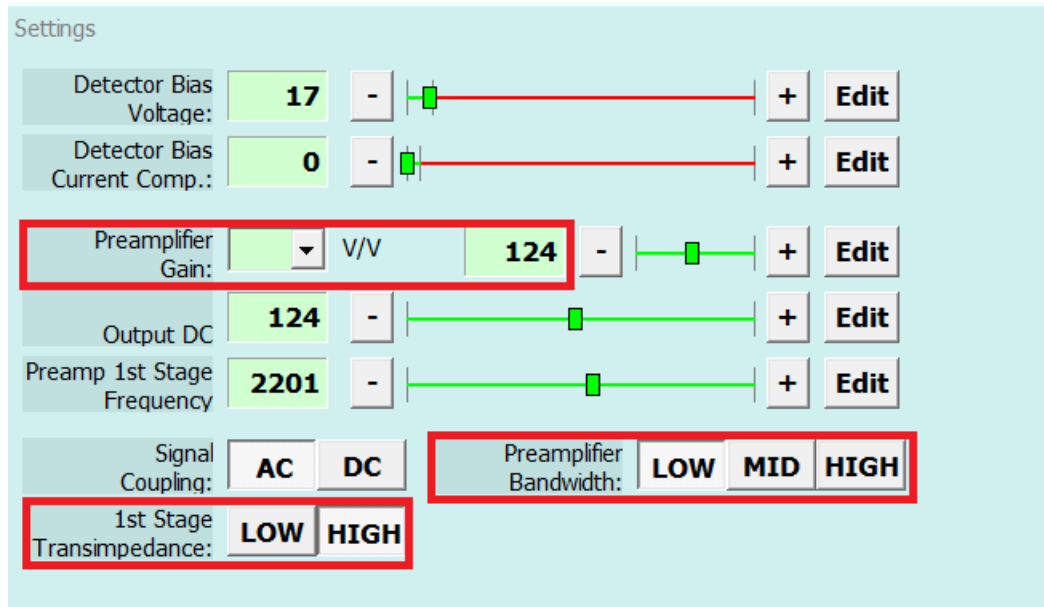 Settings
Detector Bias
Voltage:
17 - + Edit
Detector Bias
Current Comp.:
0 - + Edit
Preamplifier
Gain:
V/V 124 - + Edit
Output DC
124 - + Edit
Preamp 1st Stage
Frequency
2201 - + Edit
Signal
Coupling:
AC DC
Preamplifier
Bandwidth:
LOW MID HIGH
1st Stage
Transimpedance:
LOW HIGH